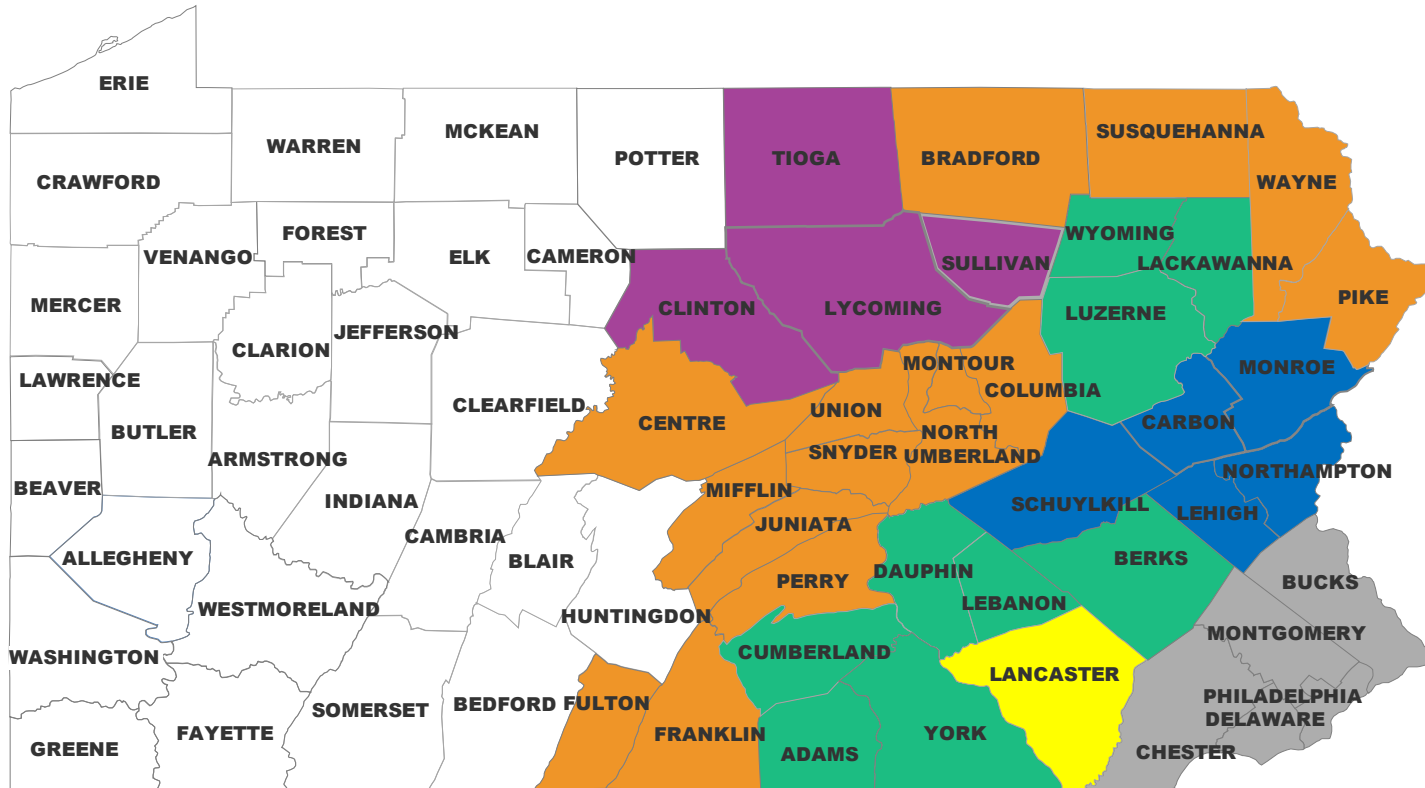 ERIE
MCKEAN
SUSQUEHANNA
WARREN
POTTER
TIOGA
BRADFORD
CRAWFORD
WAYNE
FOREST
WYOMING
VENANGO
ELK
CAMERON
SULLIVAN
LACKAWANNA
MERCER
CLINTON
LYCOMING
PIKE
JEFFERSON
LUZERNE
CLARION
MONTOUR
MONROE
LAWRENCE
COLUMBIA
CLEARFIELD
UNION
CENTRE
CARBON
BUTLER
NORTH
UMBERLAND
SNYDER
ARMSTRONG
NORTHAMPTON
BEAVER
MIFFLIN
INDIANA
SCHUYLKILL
LEHIGH
JUNIATA
CAMBRIA
ALLEGHENY
BLAIR
BERKS
DAUPHIN
PERRY
BUCKS
LEBANON
WESTMORELAND
HUNTINGDON
MONTGOMERY
CUMBERLAND
WASHINGTON
LANCASTER
PHILADELPHIA
BEDFORD
FULTON
SOMERSET
DELAWARE
FAYETTE
FRANKLIN
YORK
GREENE
ADAMS
CHESTER